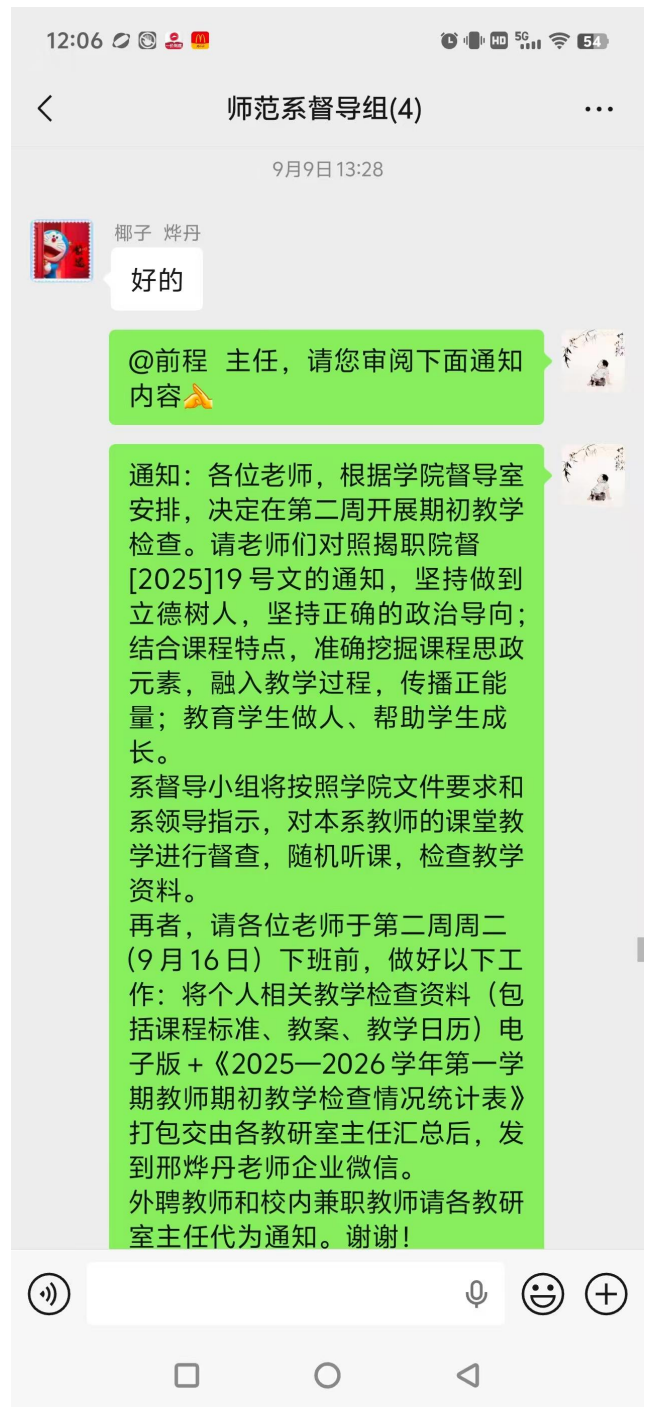 12:06
HD 5G 54
师范系督导组(4)
9月9日 13:28
椰子 烨丹
好的
@前程 主任，请您审阅下面通知
内容
通知：各位老师，根据学院督导室
安排，决定在第二周开展期初教学
检查。请老师们对照揭职院督
[2025]19号文的通知，坚持做到
立德树人，坚持正确的政治导向；
结合课程特点，准确挖掘课程思政
元素，融入教学过程，传播正能
量；教育学生做人、帮助学生成
长。
系督导小组将按照学院文件要求和
系领导指示，对本系教师的课堂教
学进行督查，随机听课，检查教学
资料。
再者，请各位老师于第二周周二
（9月16日）下班前，做好以下工
作：将个人相关教学检查资料（包
括课程标准、教案、教学日历）电
子版+《2025—2026学年第一学
期教师期初教学检查情况统计表》
打包交由各教研室主任汇总后，发
到邢烨丹老师企业微信。
外聘教师和校内兼职教师请各教研
室主任代为通知。谢谢！